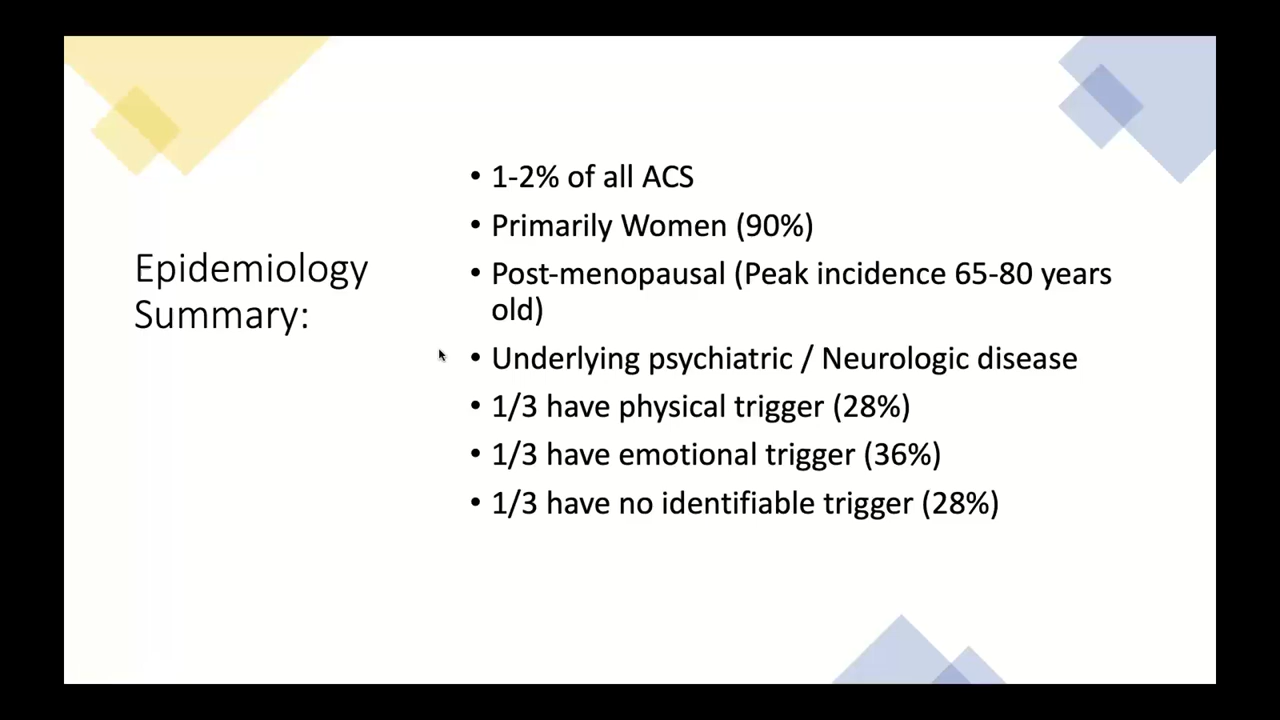 Epidemiology
Summary:
• 1-2% of all ACS
• Primarily Women (90%)
• Post-menopausal (Peak incidence 65-80 years
old)
• Underlying psychiatric / Neurologic disease
• 1/3 have physical trigger (28%)
• 1/3 have emotional trigger (36%)
• 1/3 have no identifiable trigger (28%)